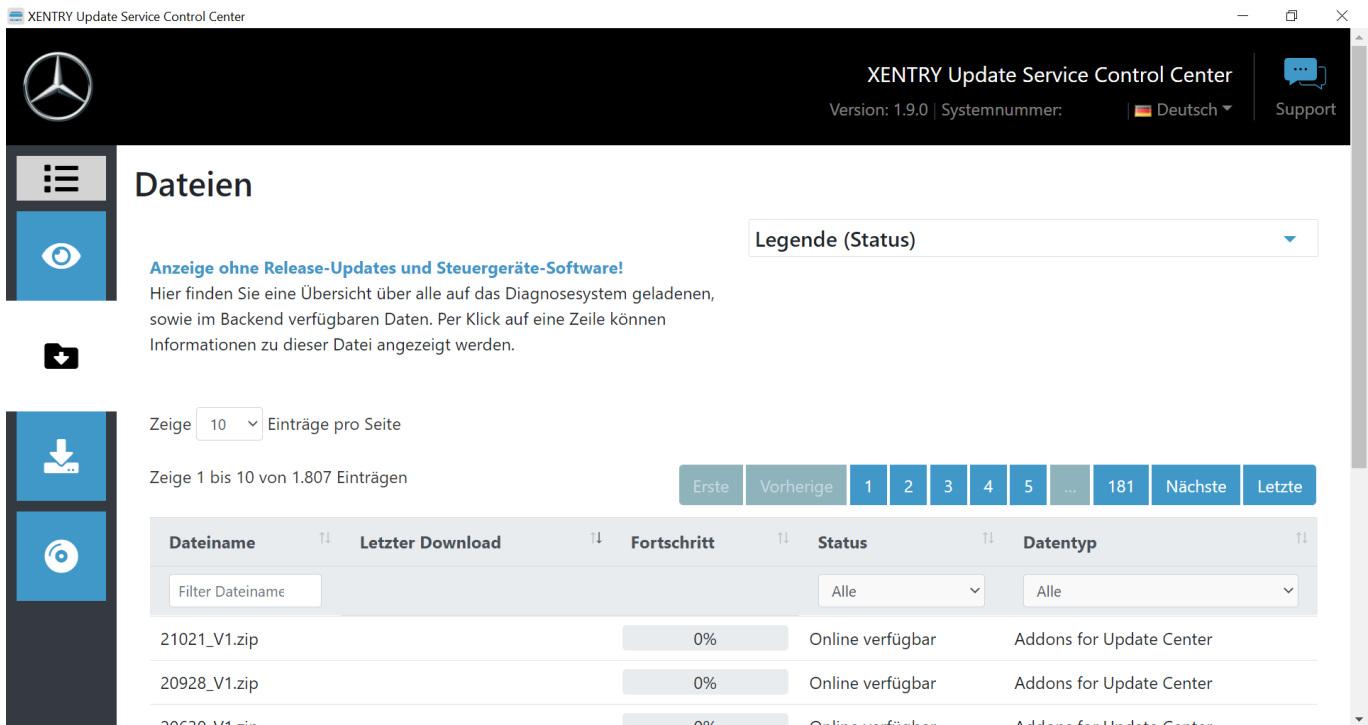 XENTRY Update Service Control Center
XENTRY Update Service Control Center
Version: 1.9.0 | Systemnummer: | Deutsch
Support
Dateien
Legende (Status)
Anzeige ohne Release-Updates und Steuergeräte-Software!
Hier finden Sie eine Übersicht über alle auf das Diagnosesystem geladenen,
sowie im Backend verfügbaren Daten. Per Klick auf eine Zeile können
Informationen zu dieser Datei angezeigt werden.
Zeige 10 Einträge pro Seite
Zeige 1 bis 10 von 1.807 Einträgen
Erste Vorherige 1 2 3 4 5 ... 181 Nächste Letzte
Dateiname Letzter Download Fortschritt Status Datentyp
Filter Dateiname Alle Alle
21021_V1.zip 0% Online verfügbar Addons for Update Center
20928_V1.zip 0% Online verfügbar Addons for Update Center